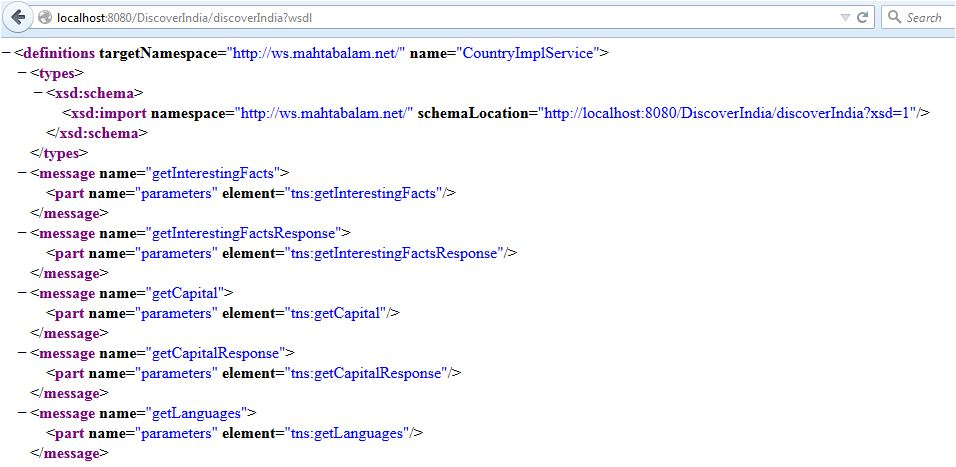 localhost:8080/DiscoverIndia/discoverIndia?wsdl
Search
− <definitions targetNamespace="http://ws.mahtabalam.net/" name="CountryImplService">
− <types>
− <xsd:schema>
<xsd:import namespace="http://ws.mahtabalam.net/" schemaLocation="http://localhost:8080/DiscoverIndia/discoverIndia?xsd=1"/>
</xsd:schema>
</types>
− <message name="getInterestingFacts">
<part name="parameters" element="tns:getInterestingFacts"/>
</message>
− <message name="getInterestingFactsResponse">
<part name="parameters" element="tns:getInterestingFactsResponse"/>
</message>
− <message name="getCapital">
<part name="parameters" element="tns:getCapital"/>
</message>
− <message name="getCapitalResponse">
<part name="parameters" element="tns:getCapitalResponse"/>
</message>
− <message name="getLanguages">
<part name="parameters" element="tns:getLanguages"/>
</message>